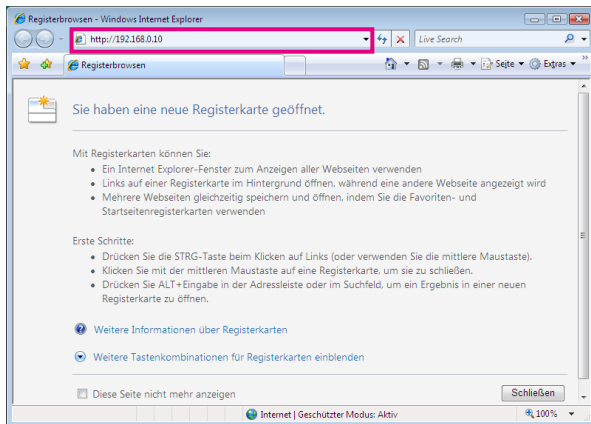 Registerbrowsen - Windows Internet Explorer
http://192.168.0.10
Live Search
Registerbrowsen
Seite
Extras
Sie haben eine neue Registerkarte geöffnet.
Mit Registerkarten können Sie:
• Ein Internet Explorer-Fenster zum Anzeigen aller Webseiten verwenden
• Links auf einer Registerkarte im Hintergrund öffnen, während eine andere Webseite angezeigt wird
• Mehrere Webseiten gleichzeitig speichern und öffnen, indem Sie die Favoriten- und
Startseitenregisterkarten verwenden
Erste Schritte:
• Drücken Sie die STRG-Taste beim Klicken auf Links (oder verwenden Sie die mittlere Maustaste).
• Klicken Sie mit der mittleren Maustaste auf eine Registerkarte, um sie zu schließen.
• Drücken Sie ALT+Eingabe in der Adressleiste oder im Suchfeld, um ein Ergebnis in einer neuen
Registerkarte zu öffnen.
Weitere Informationen über Registerkarten
Weitere Tastenkombinationen für Registerkarten einblenden
Diese Seite nicht mehr anzeigen
Schließen
Internet | Geschützter Modus: Aktiv
100%